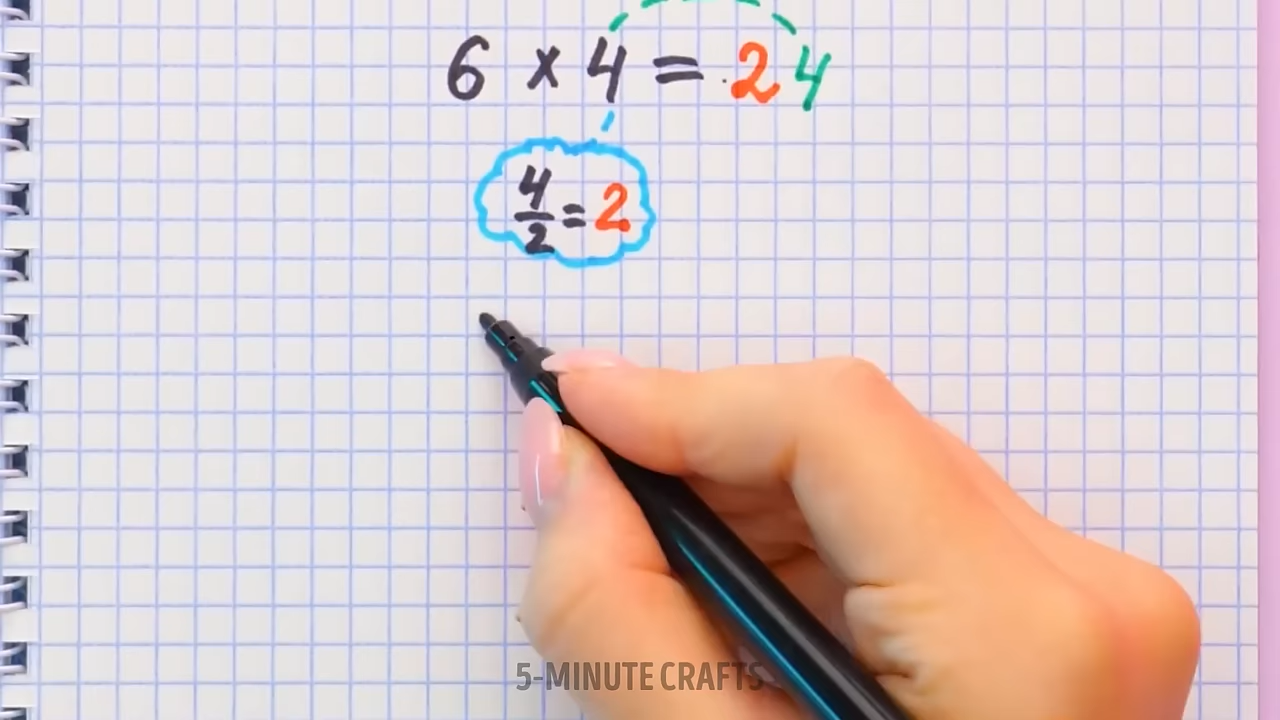 6 × 4 = 24
4/2 = 2
5-MINUTE CRAFTS